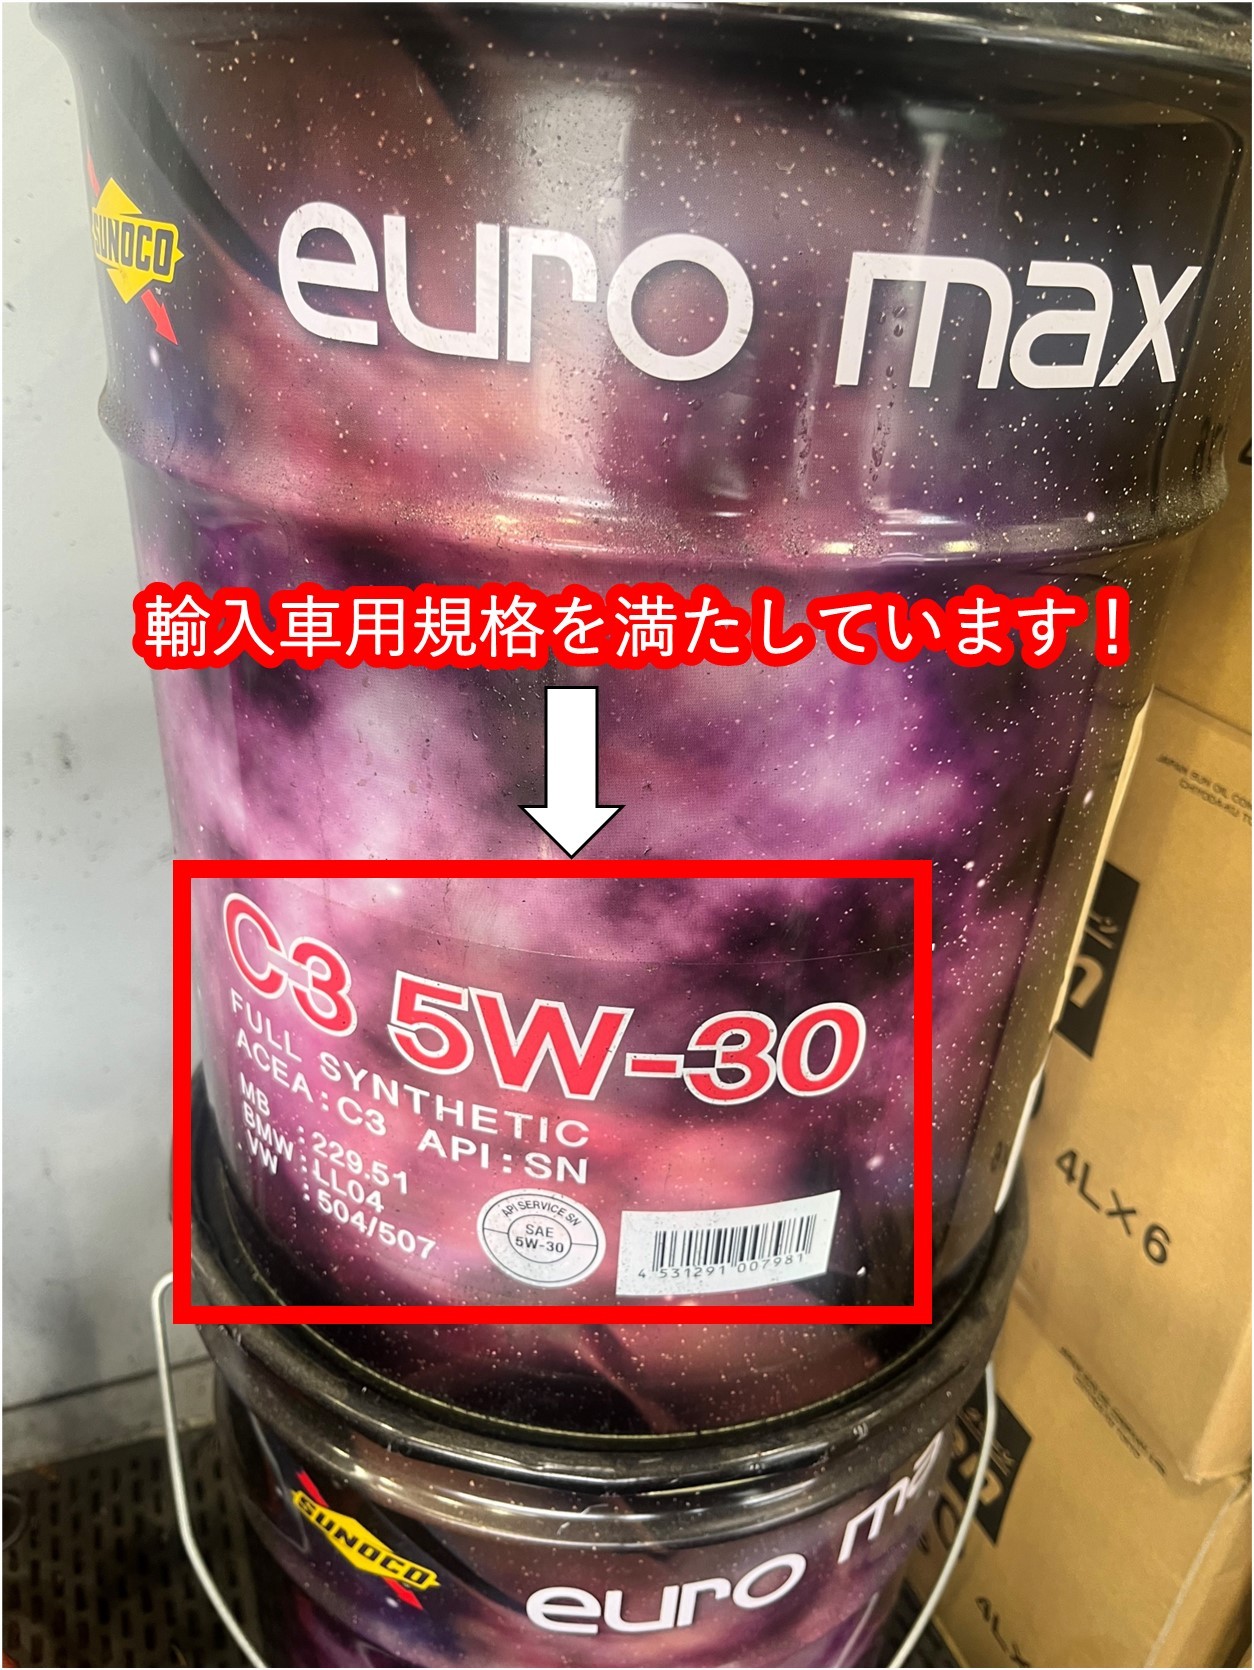 SUNOCO
euro max
輸入車用規格を満たしています！
C3 5W-30
FULL SYNTHETIC
ACEA : C3 API : SN
MB : 229.51
BMW : LL04
VW : 504/507
API SERVICE SN
SAE
5W-30
4 531291 007981
4L×6
SUNOCO
euro ma